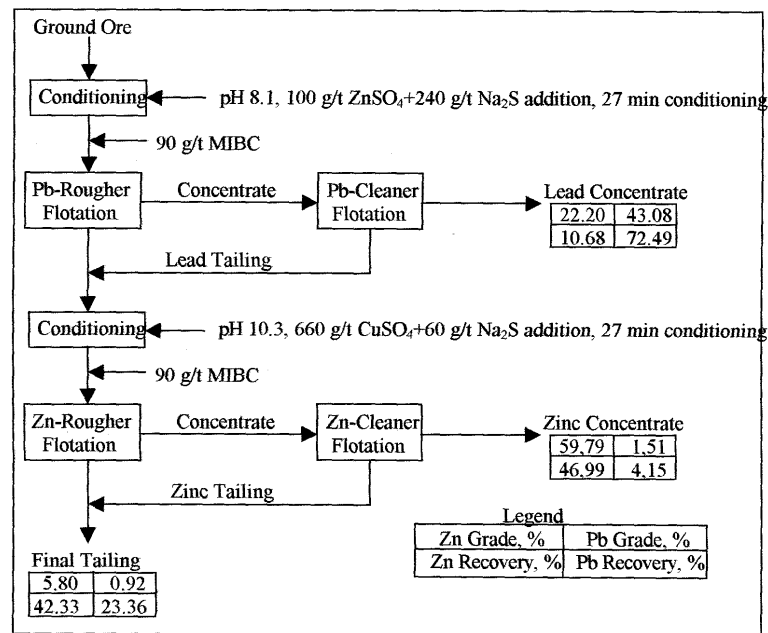 Ground Ore
Conditioning
pH 8.1, 100 g/t ZnSO₄+240 g/t Na₂S addition, 27 min conditioning
90 g/t MIBC
Pb-Rougher
Flotation
Concentrate
Pb-Cleaner
Flotation
Lead Concentrate
22.20 43.08
10.68 72.49
Lead Tailing
Conditioning
pH 10.3, 660 g/t CuSO₄+60 g/t Na₂S addition, 27 min conditioning
90 g/t MIBC
Zn-Rougher
Flotation
Concentrate
Zn-Cleaner
Flotation
Zinc Concentrate
59,79 1,51
46,99 4,15
Zinc Tailing
Final Tailing
5.80 0.92
42.33 23.36
Legend
Zn Grade, % Pb Grade, %
Zn Recovery, % Pb Recovery, %